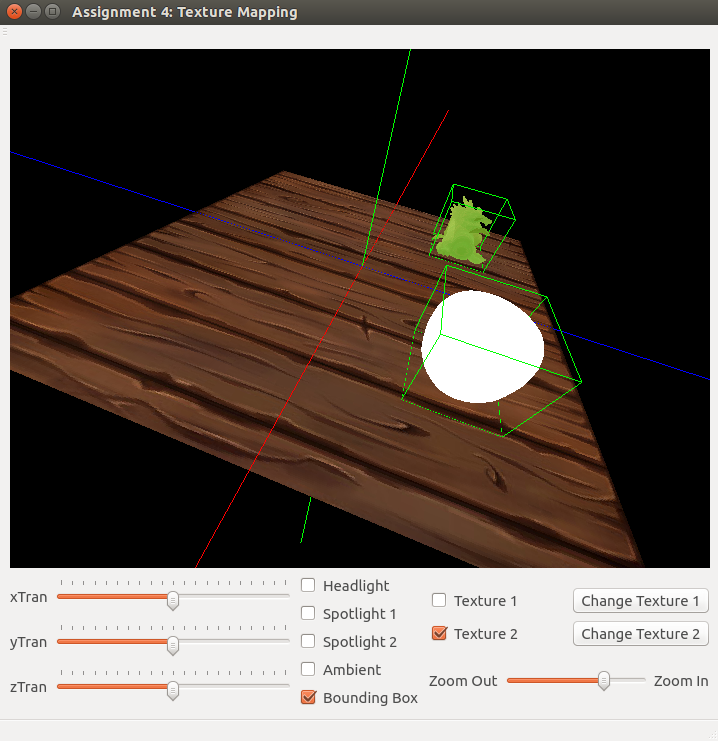 Assignment 4: Texture Mapping
xTran
yTran
zTran
Headlight
Spotlight 1
Spotlight 2
Ambient
Bounding Box
Texture 1
Change Texture 1
Texture 2
Change Texture 2
Zoom Out
Zoom In